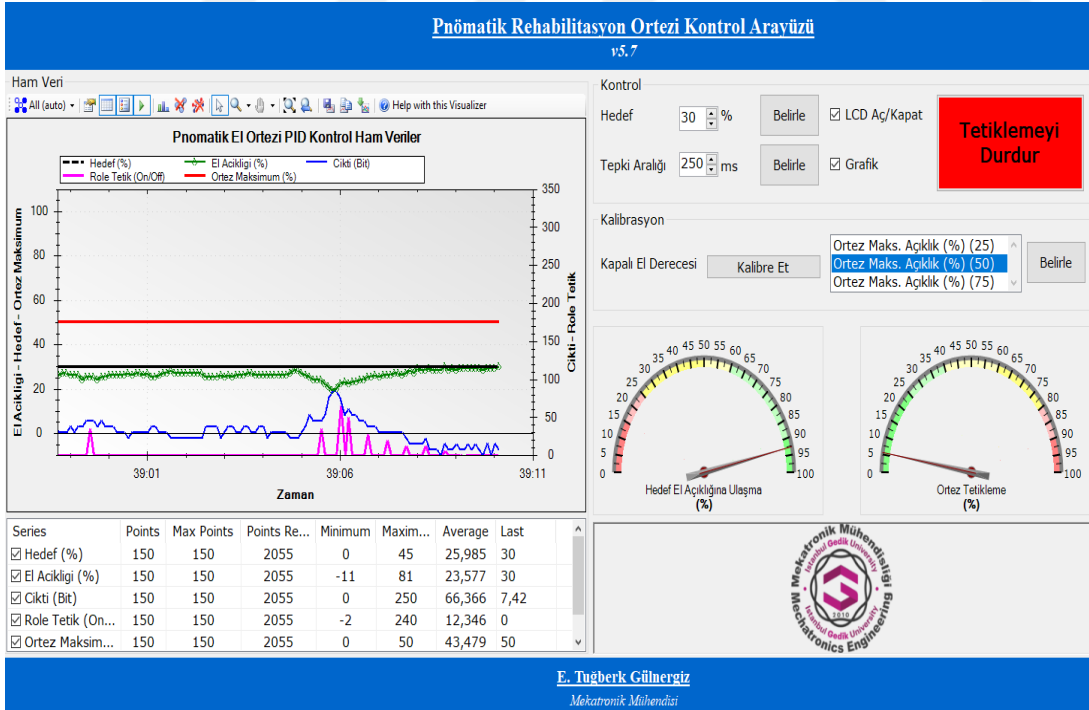 Pnömatik Rehabilitasyon Ortezi Kontrol Arayüzü
v5.7
Ham Veri
All (auto)
Help with this Visualizer
Pnomatik El Ortezi PID Kontrol Ham Veriler
Hedef (%) El Acikligi (%) Cikti (Bit)
Role Tetik (On/Off) Ortez Maksimum (%)
El Acikligi - Hedef - Ortez Maksimum
100
80
60
40
20
0
350
300
250
200
150
100
50
0
Cikti - Role Tetik
39:01 39:06 39:11
Zaman
Series Points Max Points Points Re... Minimum Maxim... Average Last
Hedef (%) 150 150 2055 0 45 25,985 30
El Acikligi (%) 150 150 2055 -11 81 23,577 30
Cikti (Bit) 150 150 2055 0 250 66,366 7,42
Role Tetik (On... 150 150 2055 -2 240 12,346 0
Ortez Maksim... 150 150 2055 0 50 43,479 50
Kontrol
Hedef 30 % Belirle LCD Aç/Kapat
Tepki Aralığı 250 ms Belirle Grafik
Tetiklemeyi
Durdur
Kalibrasyon
Kapalı El Derecesi Kalibre Et
Ortez Maks. Açıklık (%) (25)
Ortez Maks. Açıklık (%) (50)
Ortez Maks. Açıklık (%) (75)
Belirle
0 5 10 15 20 25 30 35 40 45 50 55 60 65 70 75 80 85 90 95 100
Hedef El Açıklığına Ulaşma
(%)
0 5 10 15 20 25 30 35 40 45 50 55 60 65 70 75 80 85 90 95 100
Ortez Tetikleme
(%)
Mekatronik Mühendisliği
Istanbul Gedik University
2010
Istanbul Gedik University
Mechatronics Engineering
E. Tuğberk Gülnergiz
Mekatronik Mühendisi